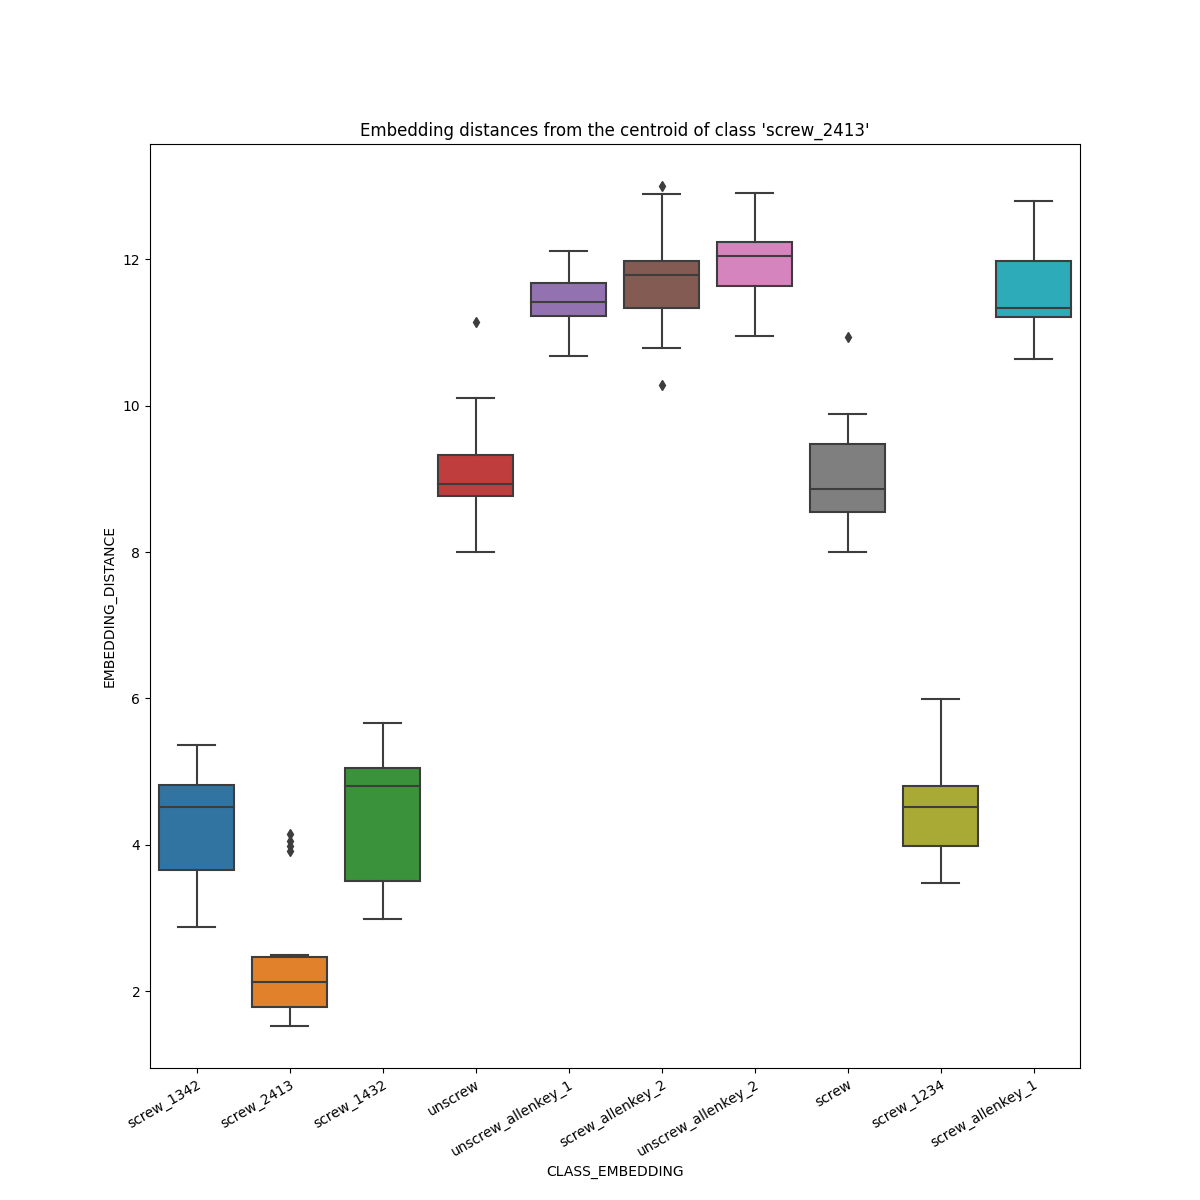 Embedding distances from the centroid of class 'screw_2413'
EMBEDDING_DISTANCE
12
10
8
6
4
2
screw_1342
screw_2413
screw_1432
unscrew
unscrew_allenkey_1
screw_allenkey_2
unscrew_allenkey_2
screw
screw_1234
screw_allenkey_1
CLASS_EMBEDDING